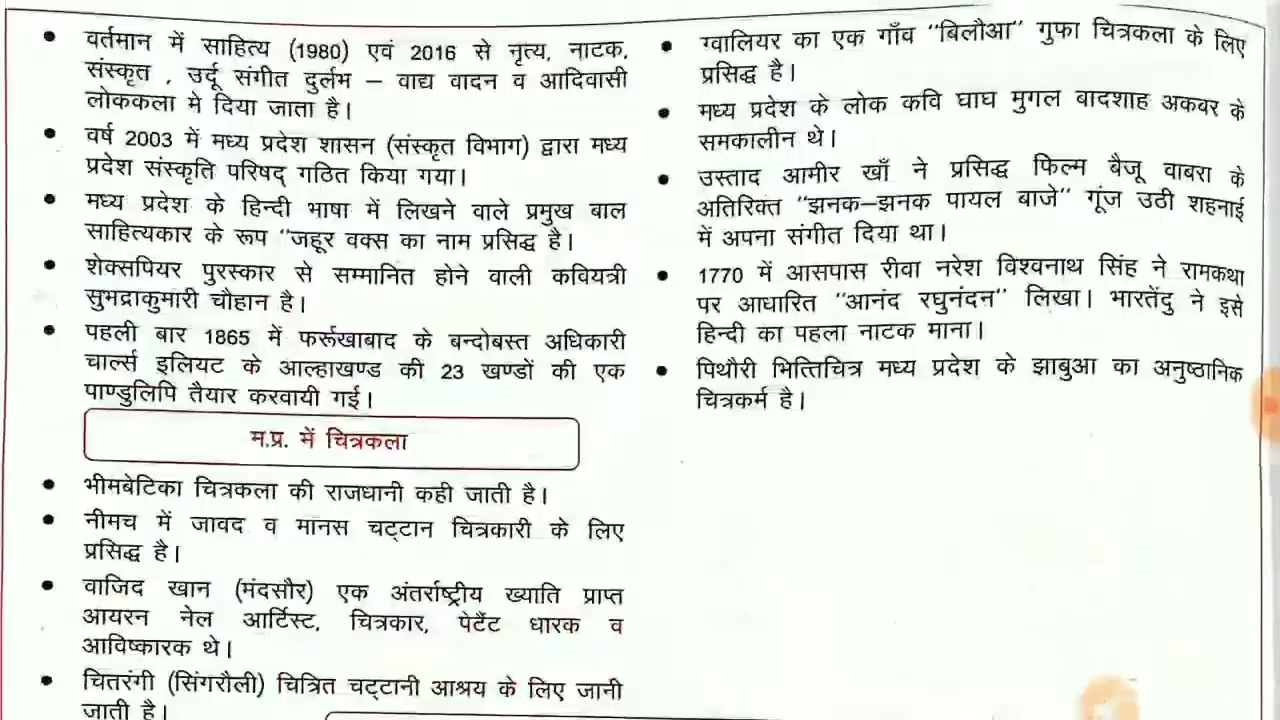 वर्तमान में साहित्य (1980) एवं 2016 से नृत्य, नाटक,
संस्कृत , उर्दू संगीत दुर्लभ – वाद्य वादन व आदिवासी
लोककला मे दिया जाता है।
वर्ष 2003 में मध्य प्रदेश शासन (संस्कृत विभाग) द्वारा मध्य
प्रदेश संस्कृति परिषद् गठित किया गया।
मध्य प्रदेश के हिन्दी भाषा में लिखने वाले प्रमुख बाल
साहित्यकार के रूप "जहूर वक्स का नाम प्रसिद्ध है।
शेक्सपियर पुरस्कार से सम्मानित होने वाली कवियत्री
सुभद्राकुमारी चौहान है।
पहली बार 1865 में फर्रूखाबाद के बन्दोबस्त अधिकारी
चार्ल्स इलियट के आल्हाखण्ड की 23 खण्डों की एक
पाण्डुलिपि तैयार करवायी गई।
म.प्र. में चित्रकला
भीमबेटिका चित्रकला की राजधानी कही जाती है।
नीमच में जावद व मानस चट्टान चित्रकारी के लिए
प्रसिद्ध है।
वाजिद खान (मंदसौर) एक अंतर्राष्ट्रीय ख्याति प्राप्त
आयरन नेल आर्टिस्ट, चित्रकार, पेटैंट धारक व
आविष्कारक थे।
चितरंगी (सिंगरौली) चित्रित चट्टानी आश्रय के लिए जानी
जाती है।
ग्वालियर का एक गाँव "बिलौआ" गुफा चित्रकला के लिए
प्रसिद्ध है।
मध्य प्रदेश के लोक कवि घाघ मुगल बादशाह अकबर के
समकालीन थे।
उस्ताद आमीर खाँ ने प्रसिद्ध फिल्म बैजू वाबरा के
अतिरिक्त "झनक–झनक पायल बाजे" गूंज उठी शहनाई
में अपना संगीत दिया था।
1770 में आसपास रीवा नरेश विश्वनाथ सिंह ने रामकथा
पर आधारित "आनंद रघुनंदन" लिखा। भारतेंदु ने इसे
हिन्दी का पहला नाटक माना।
पिथौरी भित्तिचित्र मध्य प्रदेश के झाबुआ का अनुष्ठानिक
चित्रकर्म है।